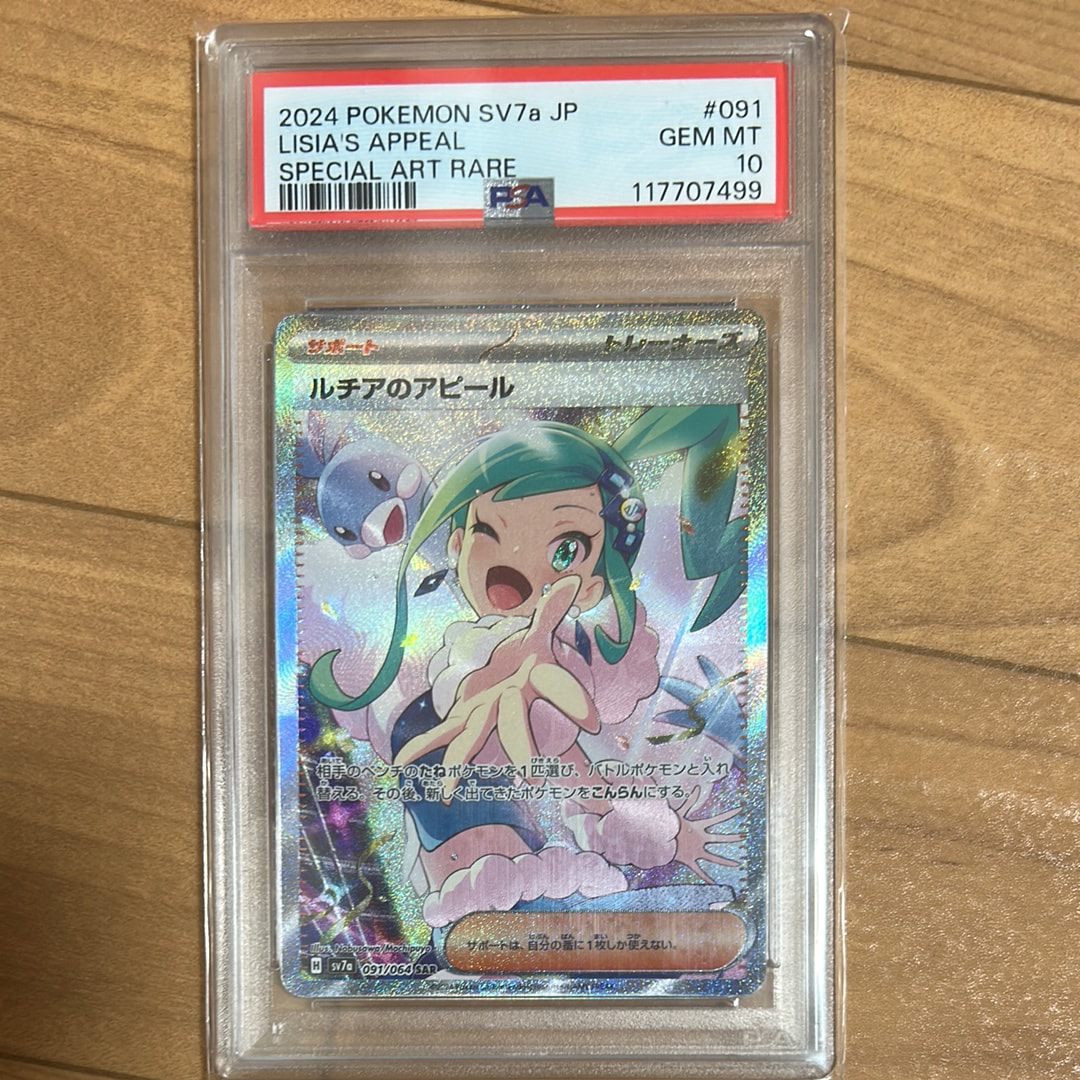 2024 POKEMON SV7a JP #091
LISIA'S APPEAL GEM MT
SPECIAL ART RARE 10
PSA 117707499
サポート トレーナーズ
ルチアのアピール
相手のベンチのたねポケモンを1匹選び、バトルポケモンと入れ
替える。その後、新しく出てきたポケモンをこんらんにする。
サポートは、自分の番に1枚しか使えない。
Illus. Nobusawa/Mochipuyo
H sv7a 091/064 SAR